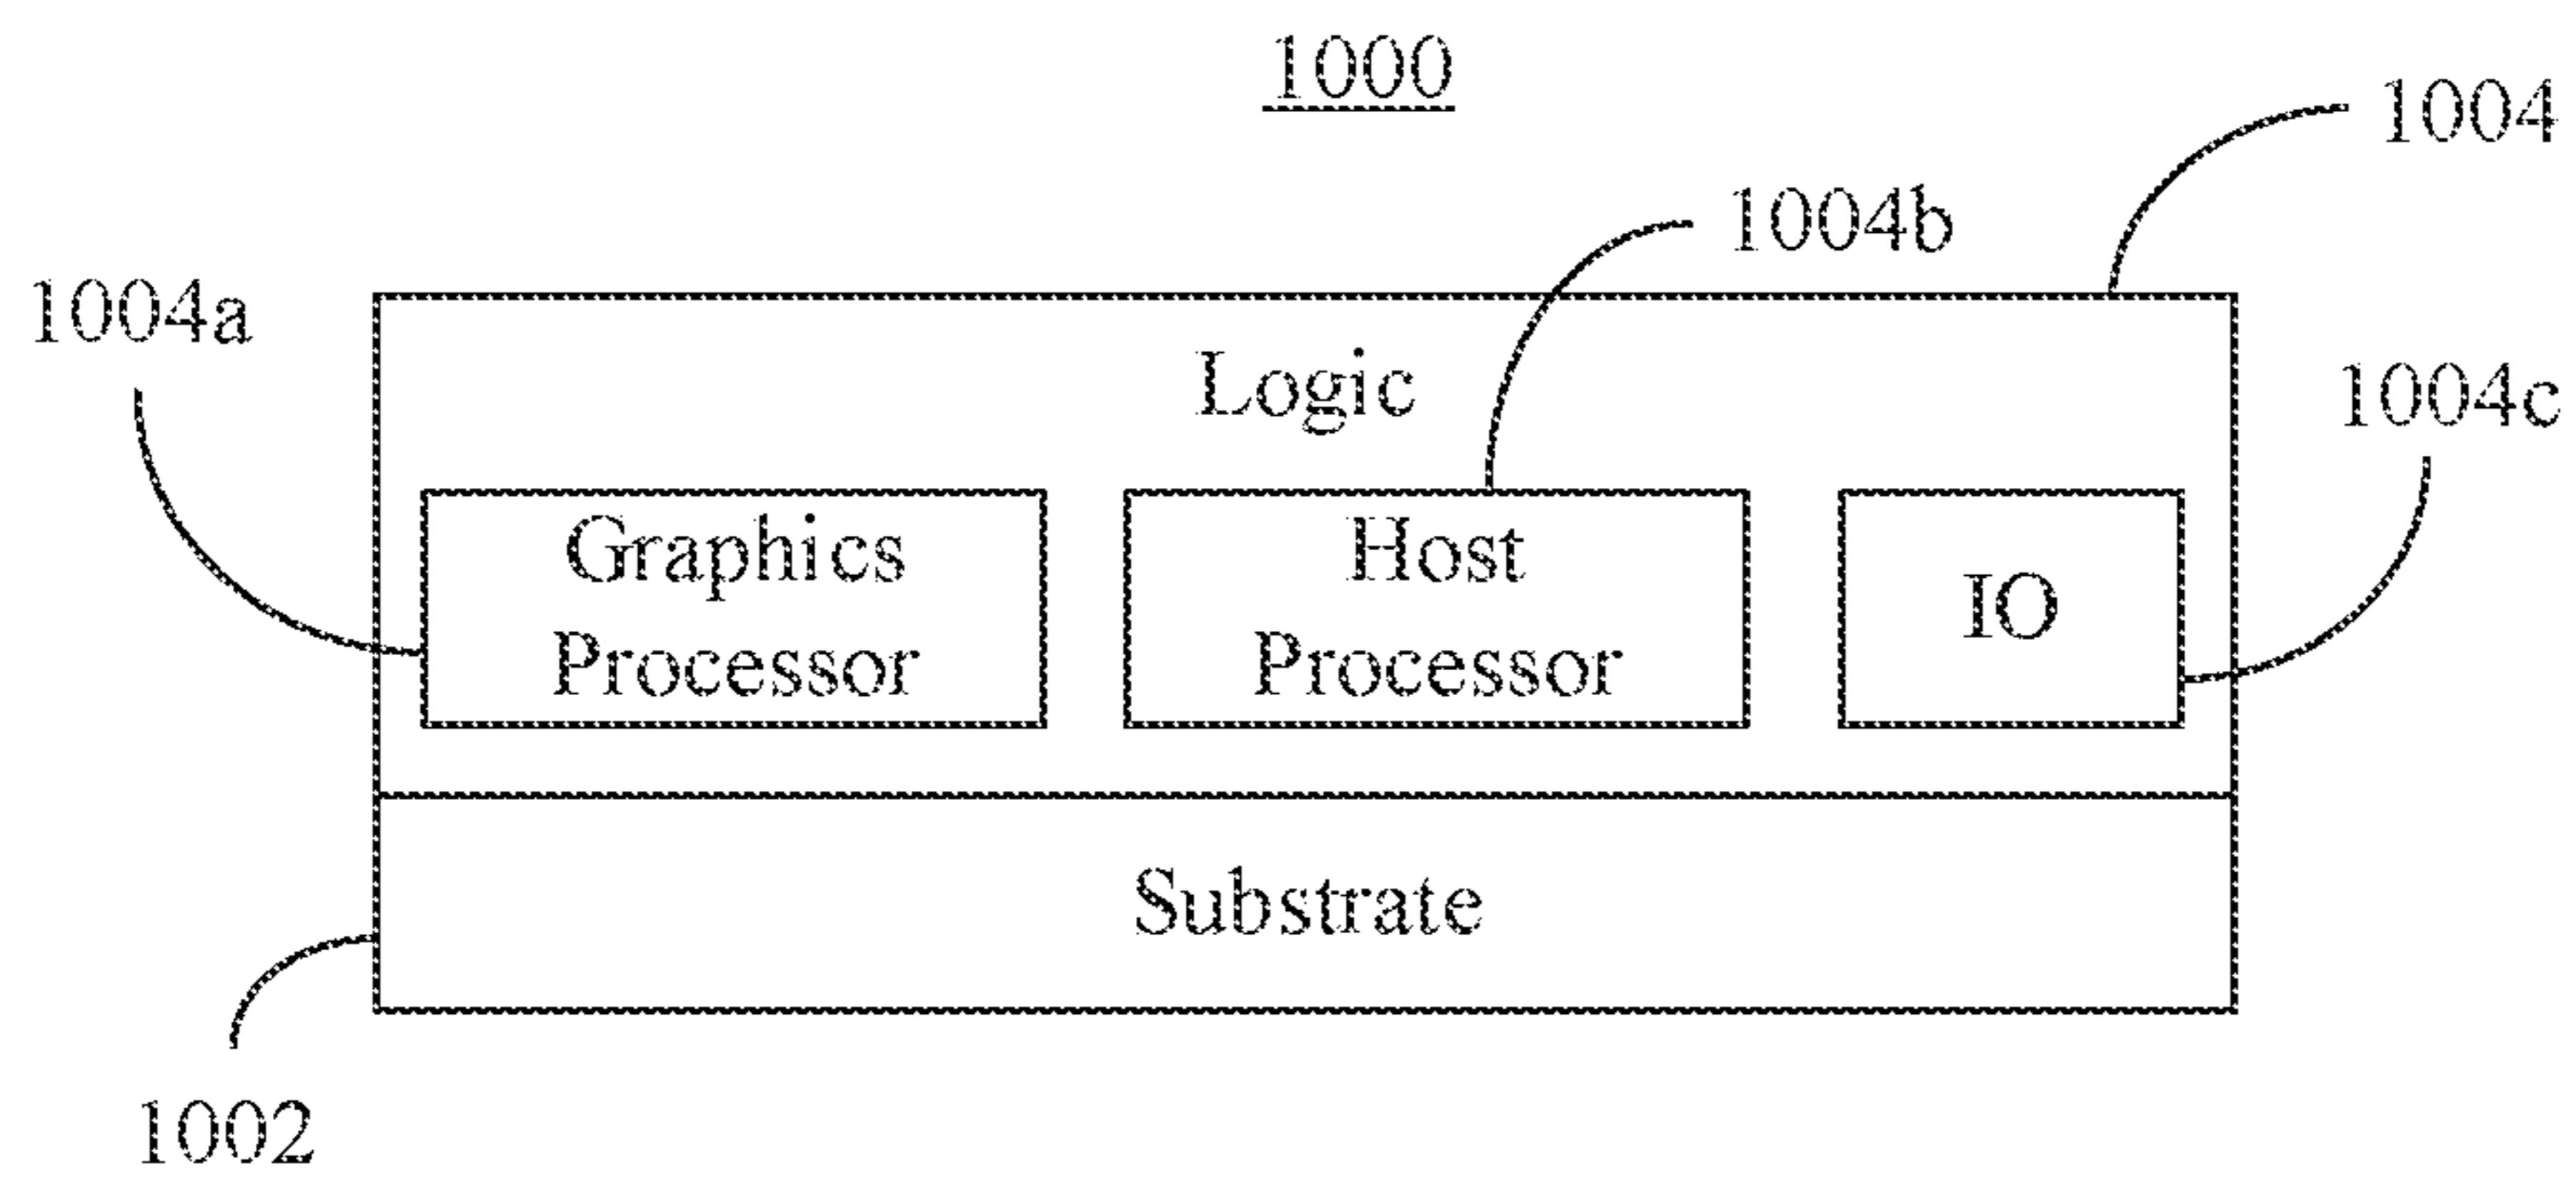 1000
1004
1004b
1004a
1004c
Logic
Graphics
Processor
Host
Processor
IO
Substrate
1002